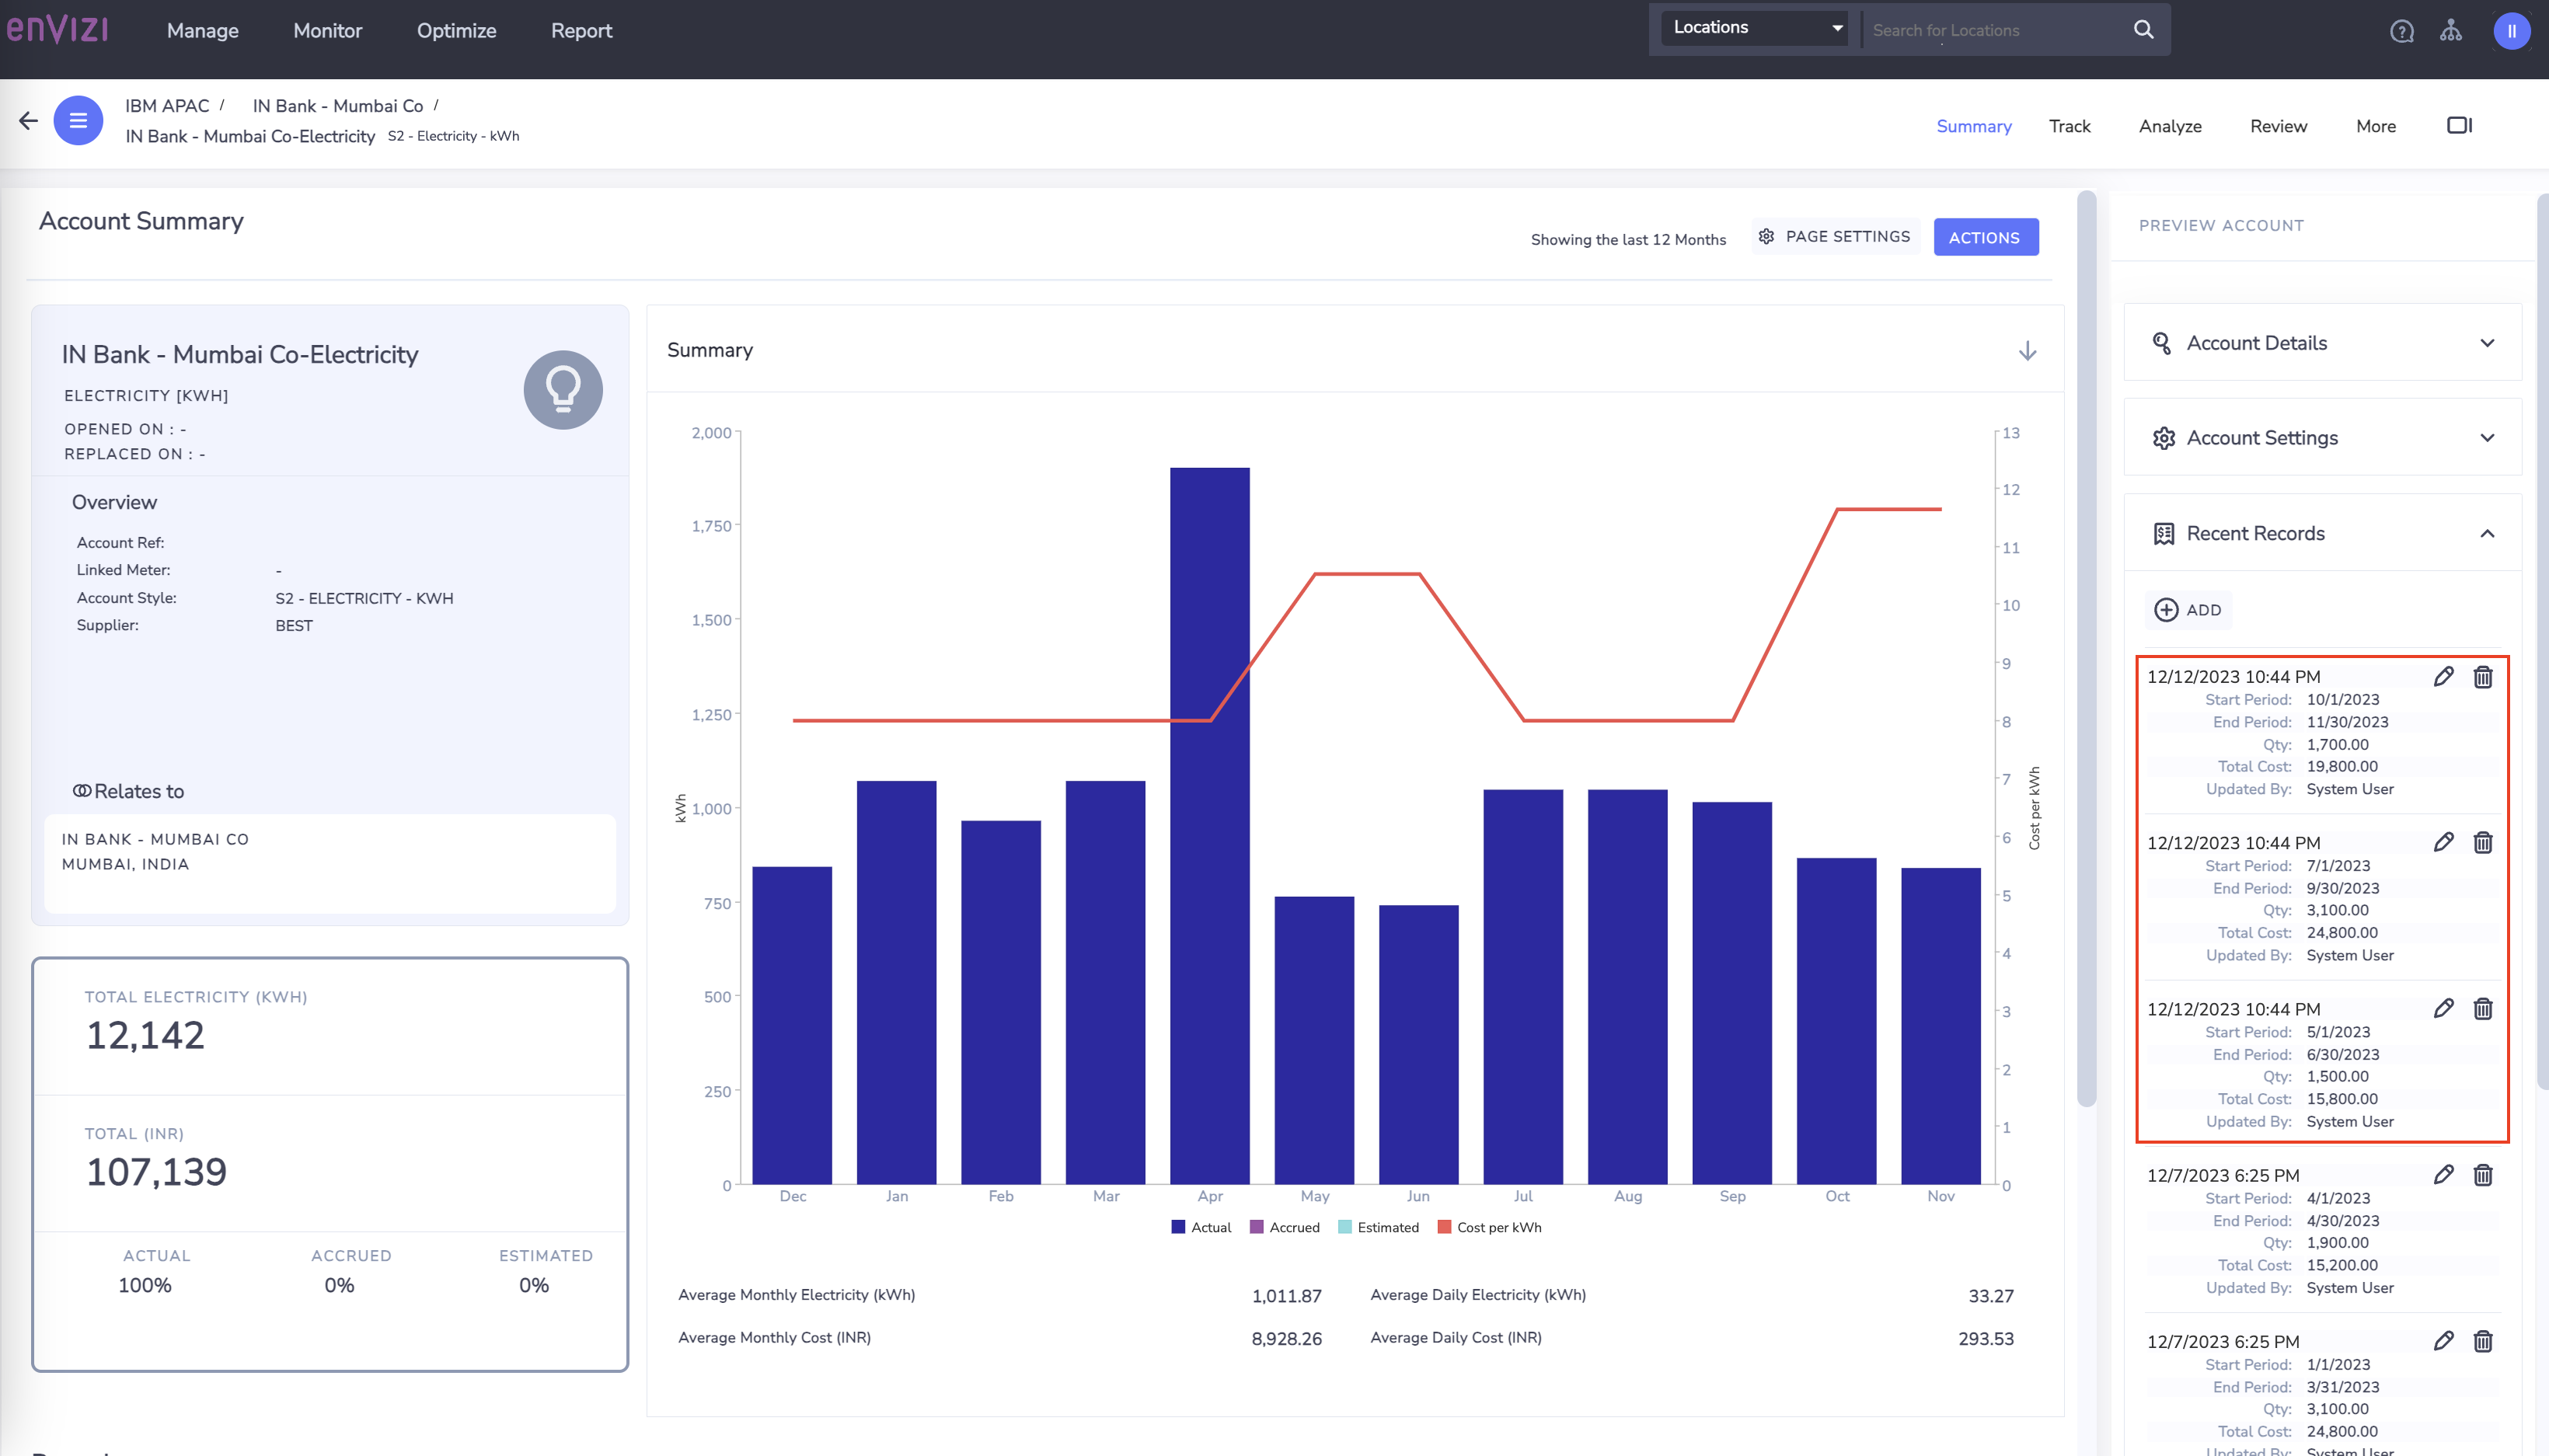 enVizi
Manage
Monitor
Optimize
Report
Locations
Search for Locations
II
IBM APAC /
IN Bank - Mumbai Co /
IN Bank - Mumbai Co-Electricity
S2 - Electricity - kWh
Summary
Track
Analyze
Review
More
Account Summary
Showing the last 12 Months
PAGE SETTINGS
ACTIONS
IN Bank - Mumbai Co-Electricity
ELECTRICITY [KWH]
OPENED ON : -
REPLACED ON : -
Overview
Account Ref:
Linked Meter: -
Account Style: S2 - ELECTRICITY - KWH
Supplier: BEST
Relates to
IN BANK - MUMBAI CO
MUMBAI, INDIA
TOTAL ELECTRICITY (KWH)
12,142
TOTAL (INR)
107,139
ACTUAL ACCRUED ESTIMATED
100% 0% 0%
Summary
2,000
1,750
1,500
1,250
1,000
750
500
250
0
kWh
13
12
11
10
9
8
7
6
5
4
3
2
1
0
Cost per kWh
Dec Jan Feb Mar Apr May Jun Jul Aug Sep Oct Nov
Actual Accrued Estimated Cost per kWh
Average Monthly Electricity (kWh) 1,011.87 Average Daily Electricity (kWh) 33.27
Average Monthly Cost (INR) 8,928.26 Average Daily Cost (INR) 293.53
PREVIEW ACCOUNT
Account Details
Account Settings
Recent Records
ADD
12/12/2023 10:44 PM
Start Period: 10/1/2023
End Period: 11/30/2023
Qty: 1,700.00
Total Cost: 19,800.00
Updated By: System User
12/12/2023 10:44 PM
Start Period: 7/1/2023
End Period: 9/30/2023
Qty: 3,100.00
Total Cost: 24,800.00
Updated By: System User
12/12/2023 10:44 PM
Start Period: 5/1/2023
End Period: 6/30/2023
Qty: 1,500.00
Total Cost: 15,800.00
Updated By: System User
12/7/2023 6:25 PM
Start Period: 4/1/2023
End Period: 4/30/2023
Qty: 1,900.00
Total Cost: 15,200.00
Updated By: System User
12/7/2023 6:25 PM
Start Period: 1/1/2023
End Period: 3/31/2023
Qty: 3,100.00
Total Cost: 24,800.00
Updated By: System User